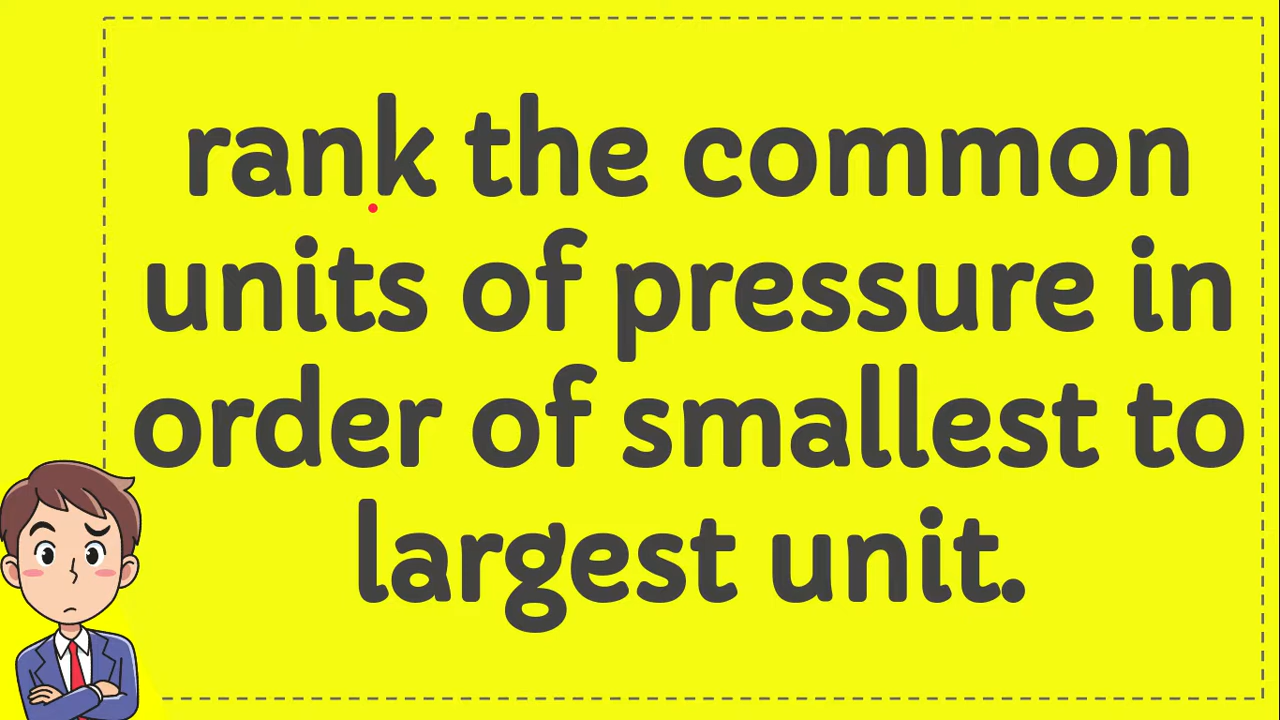 rank the common
units of pressure in
order of smallest to
largest unit.